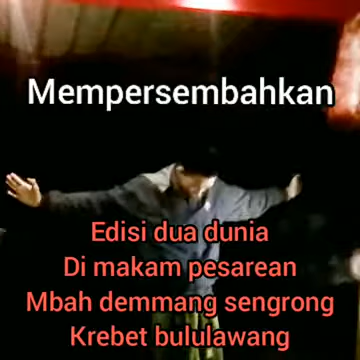 Mempersembahkan
Edisi dua dunia
Di makam pesarean
Mbah demmang sengrong
Krebet bululawang